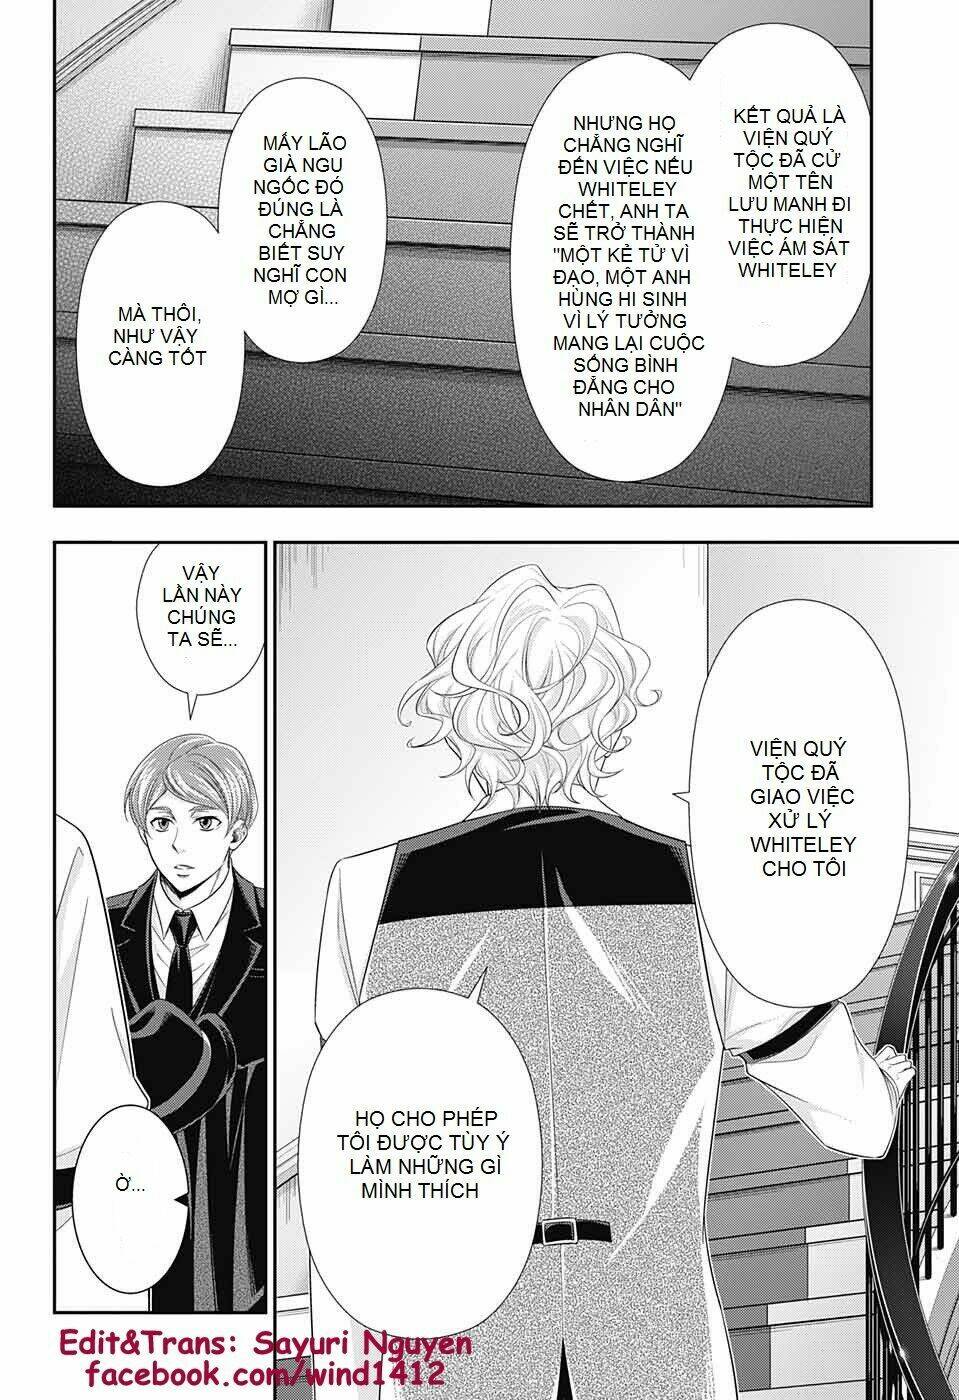 KẾT QUẢ LÀ
VIỆN QUÝ
TỘC ĐÃ CỬ
MỘT TÊN
LƯU MANH ĐI
THỰC HIỆN
VIỆC ÁM SÁT
WHITELEY
NHƯNG HỌ
CHẲNG NGHĨ
ĐẾN VIỆC NẾU
WHITELEY
CHẾT, ANH TA
SẼ TRỞ THÀNH
"MỘT KẺ TỬ VÌ
ĐẠO, MỘT ANH
HÙNG HI SINH
VÌ LÝ TƯỞNG
MANG LẠI CUỘC
SỐNG BÌNH
ĐẲNG CHO
NHÂN DÂN"
MẤY LÃO
GIÀ NGU
NGỐC ĐÓ
ĐÚNG LÀ
CHẲNG
BIẾT SUY
NGHĨ CON
MỢ GÌ...
MÀ THÔI,
NHƯ VẬY
CÀNG TỐT
VIỆN QUÝ
TỘC ĐÃ
GIAO VIỆC
XỬ LÝ
WHITELEY
CHO TÔI
HỌ CHO PHÉP
TÔI ĐƯỢC TÙY Ý
LÀM NHỮNG GÌ
MÌNH THÍCH
VẬY
LẦN NÀY
CHÚNG
TA SẼ...
Ờ...
Edit&Trans: Sayuri Nguyen
facebook.com/wind1412